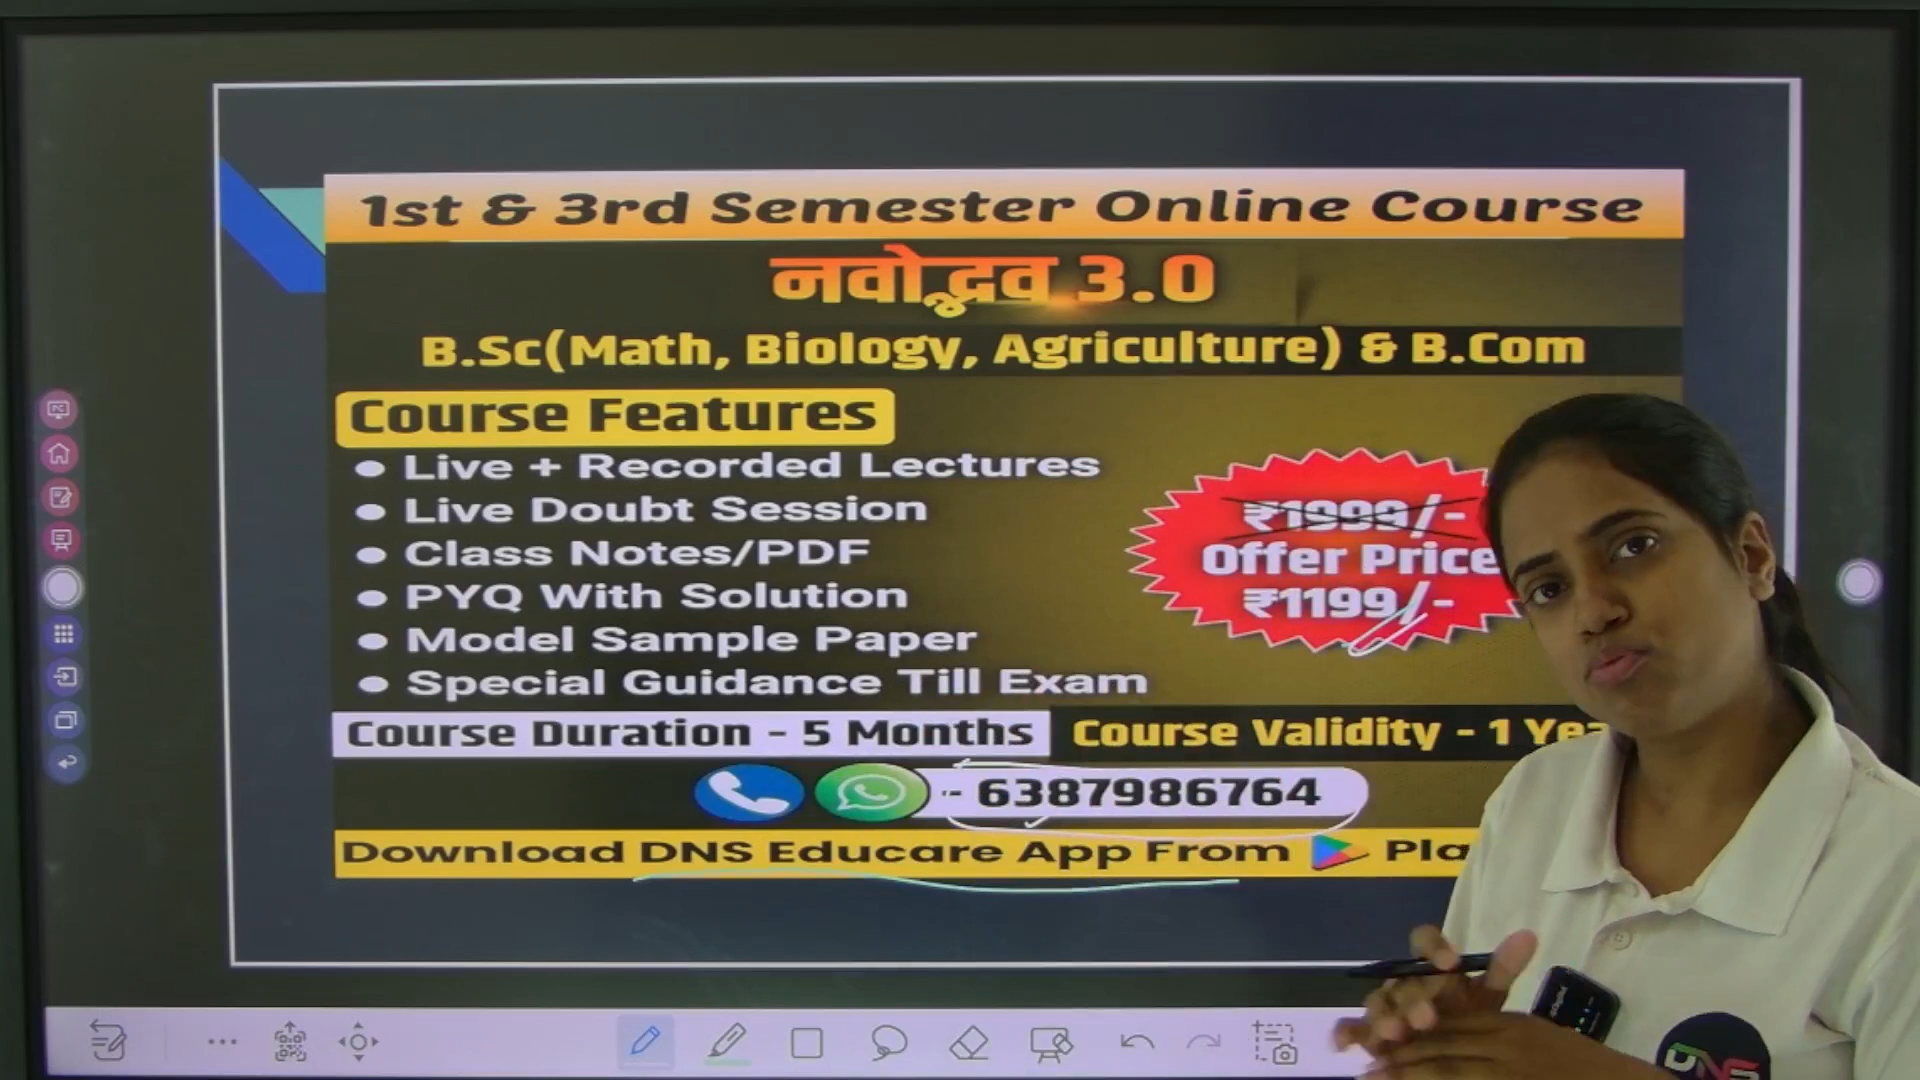 1st & 3rd Semester Online Course
नवोद्भव 3.0
B.Sc(Math, Biology, Agriculture) & B.Com
Course Features
• Live + Recorded Lectures
• Live Doubt Session
• Class Notes/PDF
• PYQ With Solution
• Model Sample Paper
• Special Guidance Till Exam
₹1999/-
Offer Price
₹1199/-
Course Duration - 5 Months
Course Validity - 1
:- 6387986764
Download DNS Educare App From